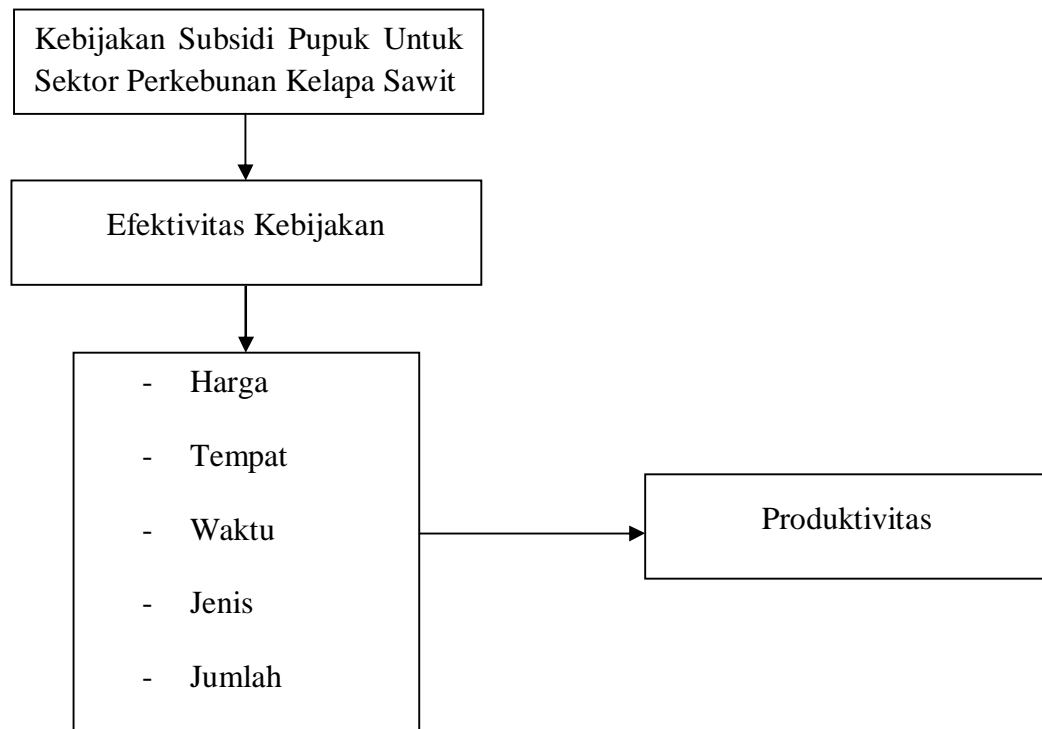 Kebijakan Subsidi Pupuk Untuk
Sektor Perkebunan Kelapa Sawit
Efektivitas Kebijakan
- Harga
- Tempat
- Waktu
- Jenis
- Jumlah
Produktivitas